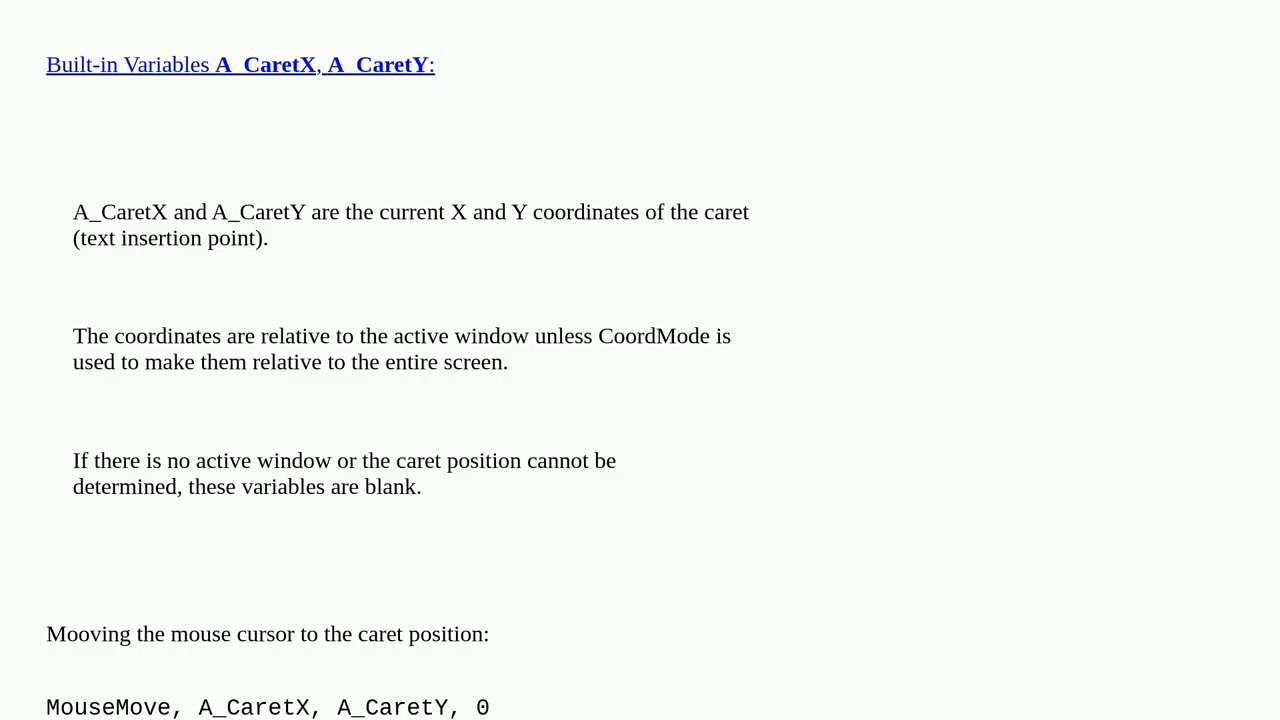 Built-in Variables A_CaretX, A_CaretY:
A_CaretX and A_CaretY are the current X and Y coordinates of the caret
(text insertion point).
The coordinates are relative to the active window unless CoordMode is
used to make them relative to the entire screen.
If there is no active window or the caret position cannot be
determined, these variables are blank.
Mooving the mouse cursor to the caret position:
MouseMove, A_CaretX, A_CaretY, 0